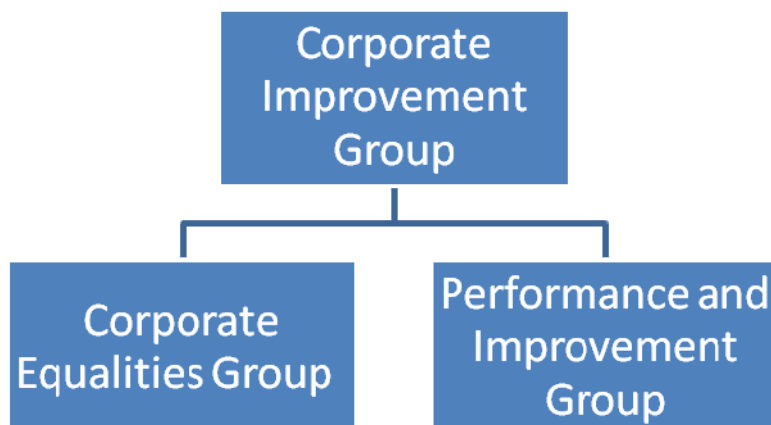 Corporate
Improvement
Group
Corporate
Equalities Group
Performance and
Improvement
Group